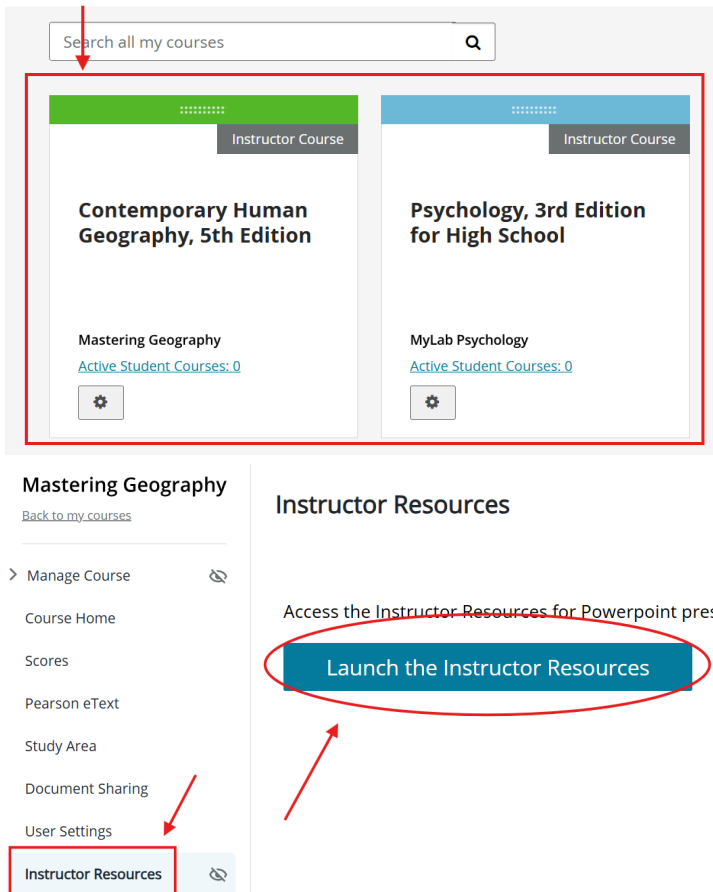 Search all my courses
Instructor Course
Contemporary Human
Geography, 5th Edition
Mastering Geography
Active Student Courses: 0
Instructor Course
Psychology, 3rd Edition
for High School
MyLab Psychology
Active Student Courses: 0
Mastering Geography
Back to my courses
Manage Course
Course Home
Scores
Pearson eText
Study Area
Document Sharing
User Settings
Instructor Resources
Instructor Resources
Access the Instructor Resources for Powerpoint pres
Launch the Instructor Resources